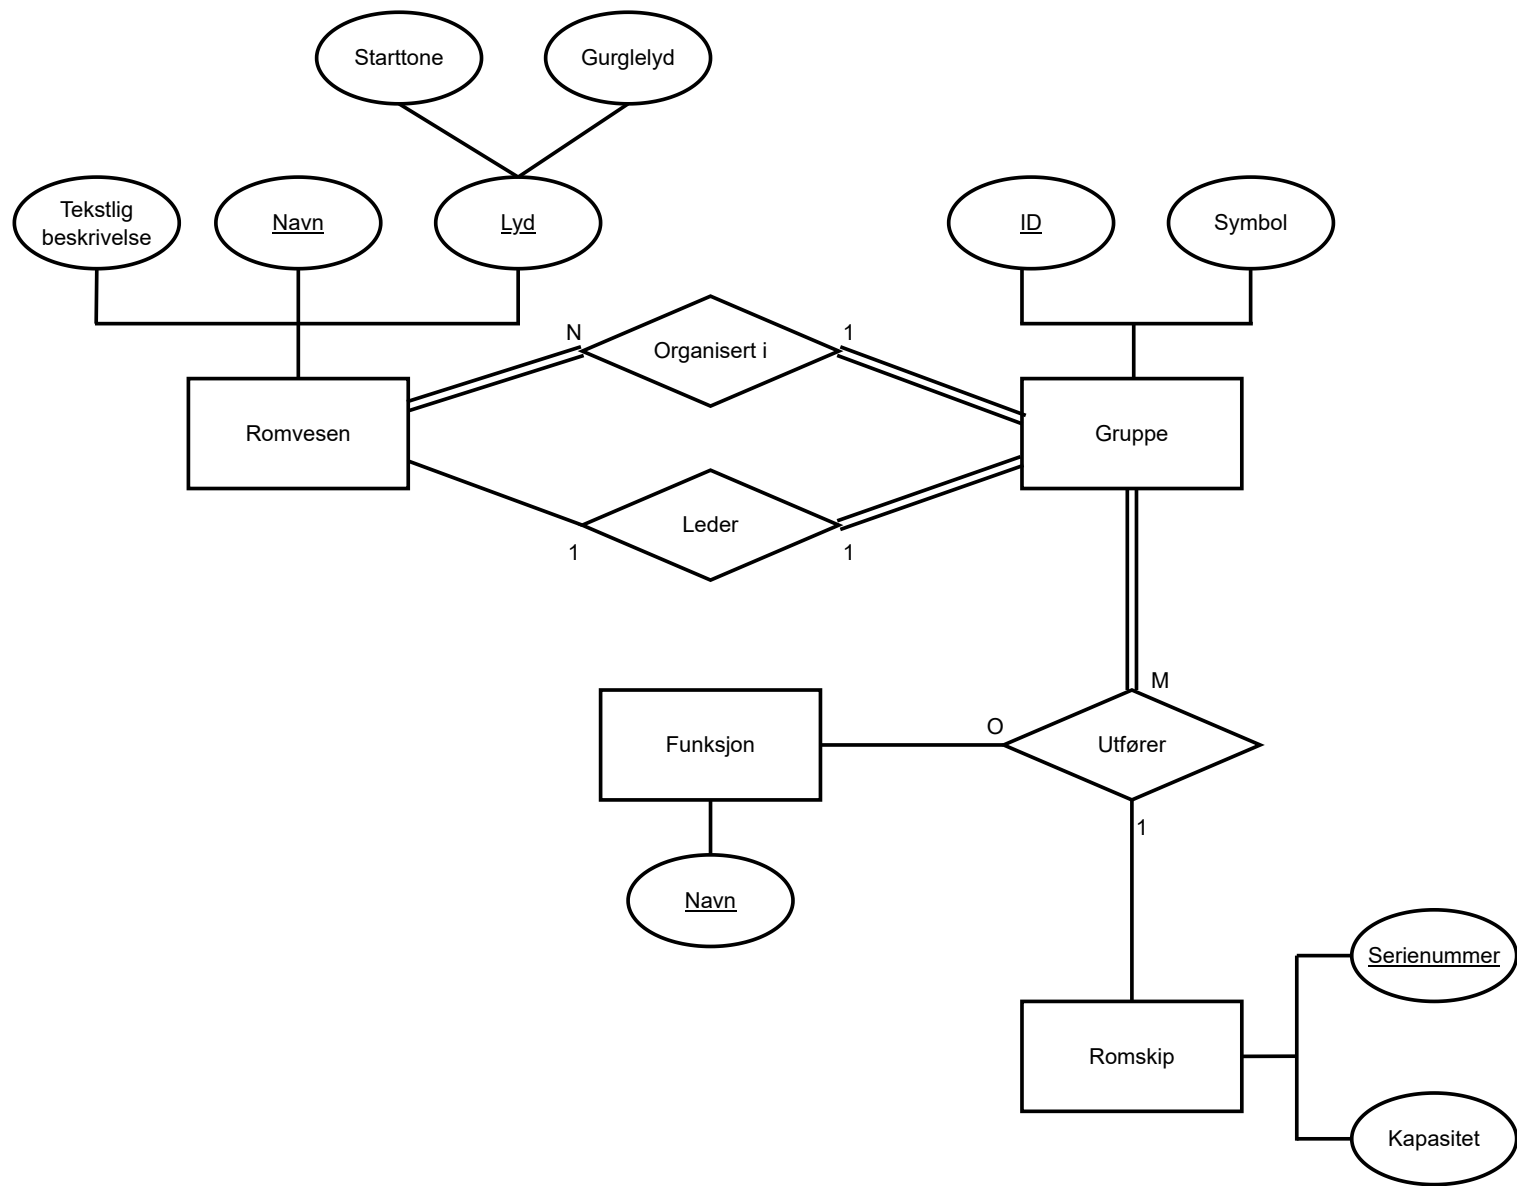 Starttone
Gurglelyd
Tekstlig
beskrivelse
Navn
Lyd
ID
Symbol
N
Organisert i
1
Romvesen
Gruppe
Leder
1
1
M
O
Funksjon
Utfører
1
Navn
Serienummer
Romskip
Kapasitet